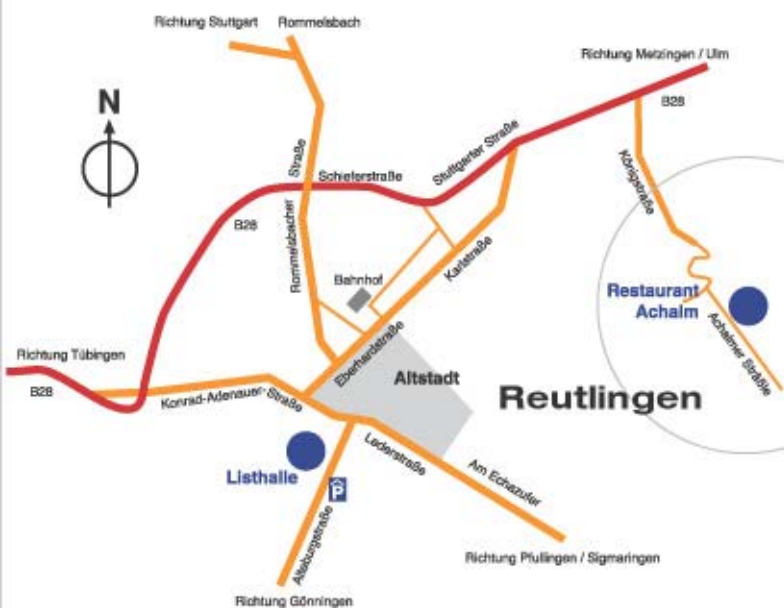 Richtung Stuttgart
Rommelsbach
Richtung Metzingen / Ulm
N
B28
Straße
Stuttgarter Straße
Schieferstraße
Königstraße
B28
Rommelsbacher
Karlstraße
Bahnhof
Restaurant
Achalm
Achalmer Straße
Eberhardstraße
Richtung Tübingen
B28
Altstadt
Konrad-Adenauer-Straße
Reutlingen
Lederstraße
Listhalle
Am Echazufer
P
Alteburgstraße
Richtung Pfullingen / Sigmaringen
Richtung Gönningen